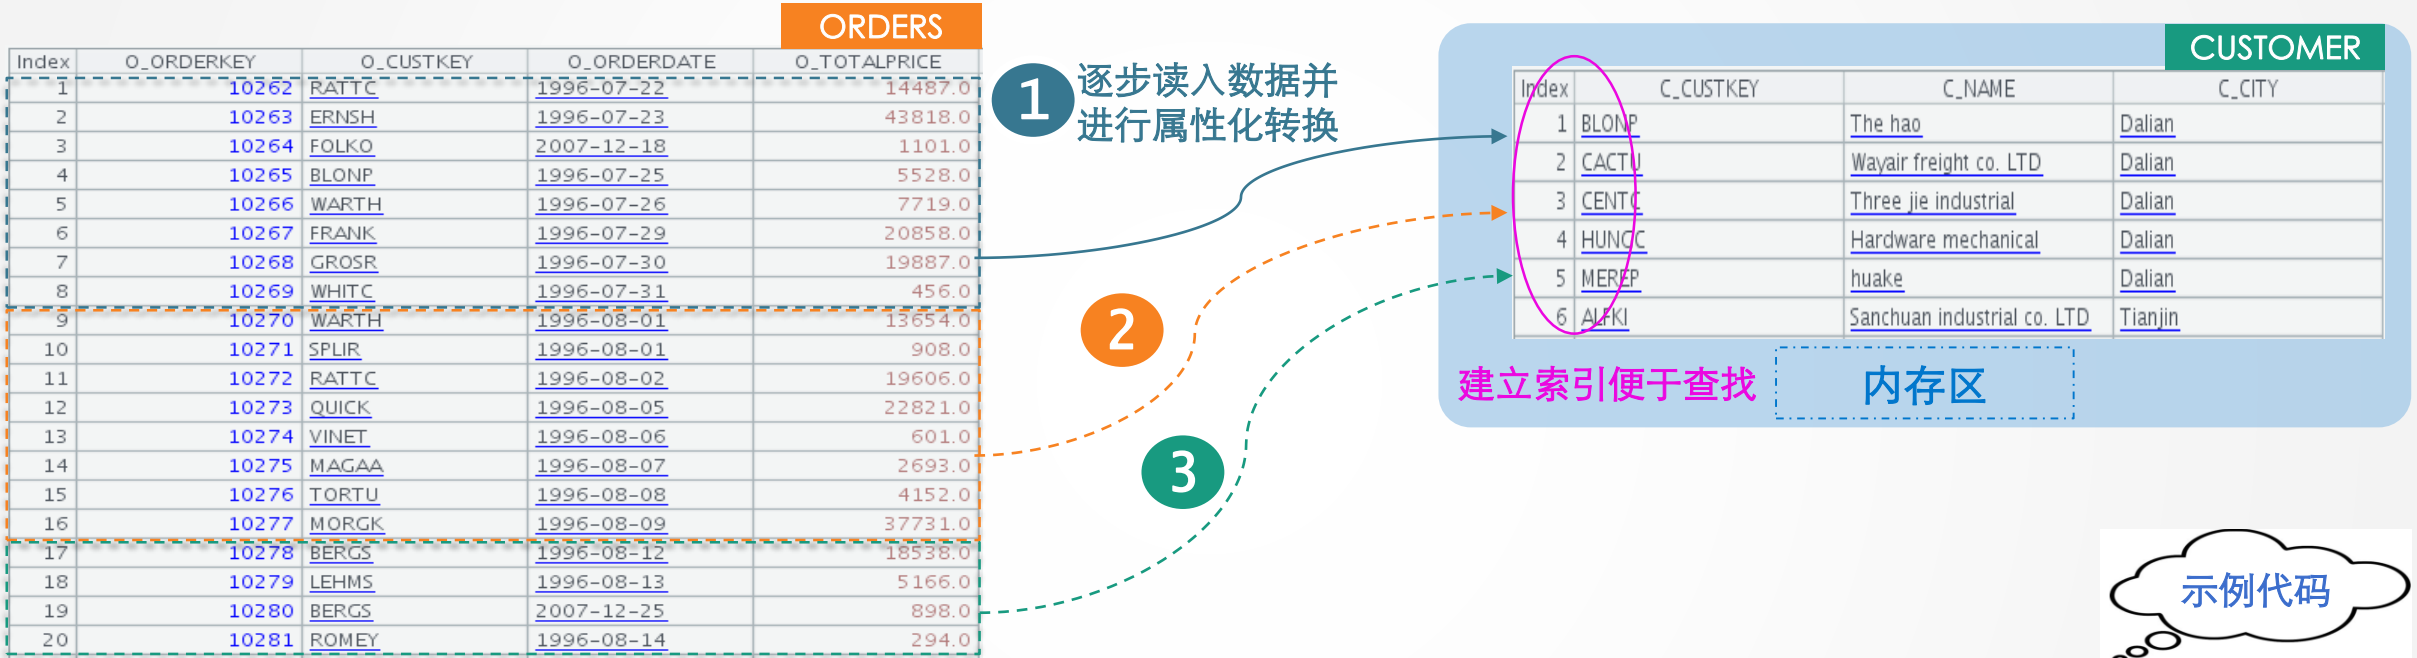 ORDERS
Index O_ORDERKEY O_CUSTKEY O_ORDERDATE O_TOTALPRICE
1 10262 RATTC 1996-07-22 14487.0
2 10263 ERNSH 1996-07-23 43818.0
3 10264 FOLKO 2007-12-18 1101.0
4 10265 BLONP 1996-07-25 5528.0
5 10266 WARTH 1996-07-26 7719.0
6 10267 FRANK 1996-07-29 20858.0
7 10268 GROSR 1996-07-30 19887.0
8 10269 WHITC 1996-07-31 456.0
9 10270 WARTH 1996-08-01 13654.0
10 10271 SPLIR 1996-08-01 908.0
11 10272 RATTC 1996-08-02 19606.0
12 10273 QUICK 1996-08-05 22821.0
13 10274 VINET 1996-08-06 601.0
14 10275 MAGAA 1996-08-07 2693.0
15 10276 TORTU 1996-08-08 4152.0
16 10277 MORGK 1996-08-09 37731.0
17 10278 BERGS 1996-08-12 18538.0
18 10279 LEHMS 1996-08-13 5166.0
19 10280 BERGS 2007-12-25 898.0
20 10281 ROMEY 1996-08-14 294.0
1
逐步读入数据并
进行属性化转换
2
3
CUSTOMER
Index C_CUSTKEY C_NAME C_CITY
1 BLONP The hao Dalian
2 CACTU Wayair freight co. LTD Dalian
3 CENTC Three jie industrial Dalian
4 HUNGC Hardware mechanical Dalian
5 MEREP huake Dalian
6 ALFKI Sanchuan industrial co. LTD Tianjin
建立索引便于查找
内存区
示例代码